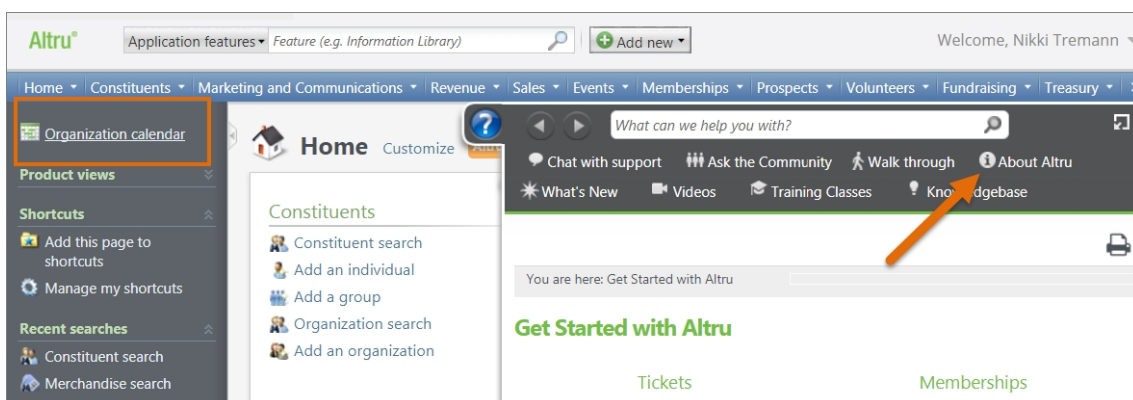 Altru®
Application features Feature (e.g. Information Library) Add new Welcome, Nikki Tremann
Home Constituents Marketing and Communications Revenue Sales Events Memberships Prospects Volunteers Fundraising Treasury
Organization calendar
Product views
Shortcuts
Add this page to
shortcuts
Manage my shortcuts
Recent searches
Constituent search
Merchandise search
Home Customize
Constituents
Constituent search
Add an individual
Add a group
Organization search
Add an organization
What can we help you with?
Chat with support Ask the Community Walk through About Altru
What's New Videos Training Classes
You are here: Get Started with Altru
Get Started with Altru
Tickets Memberships